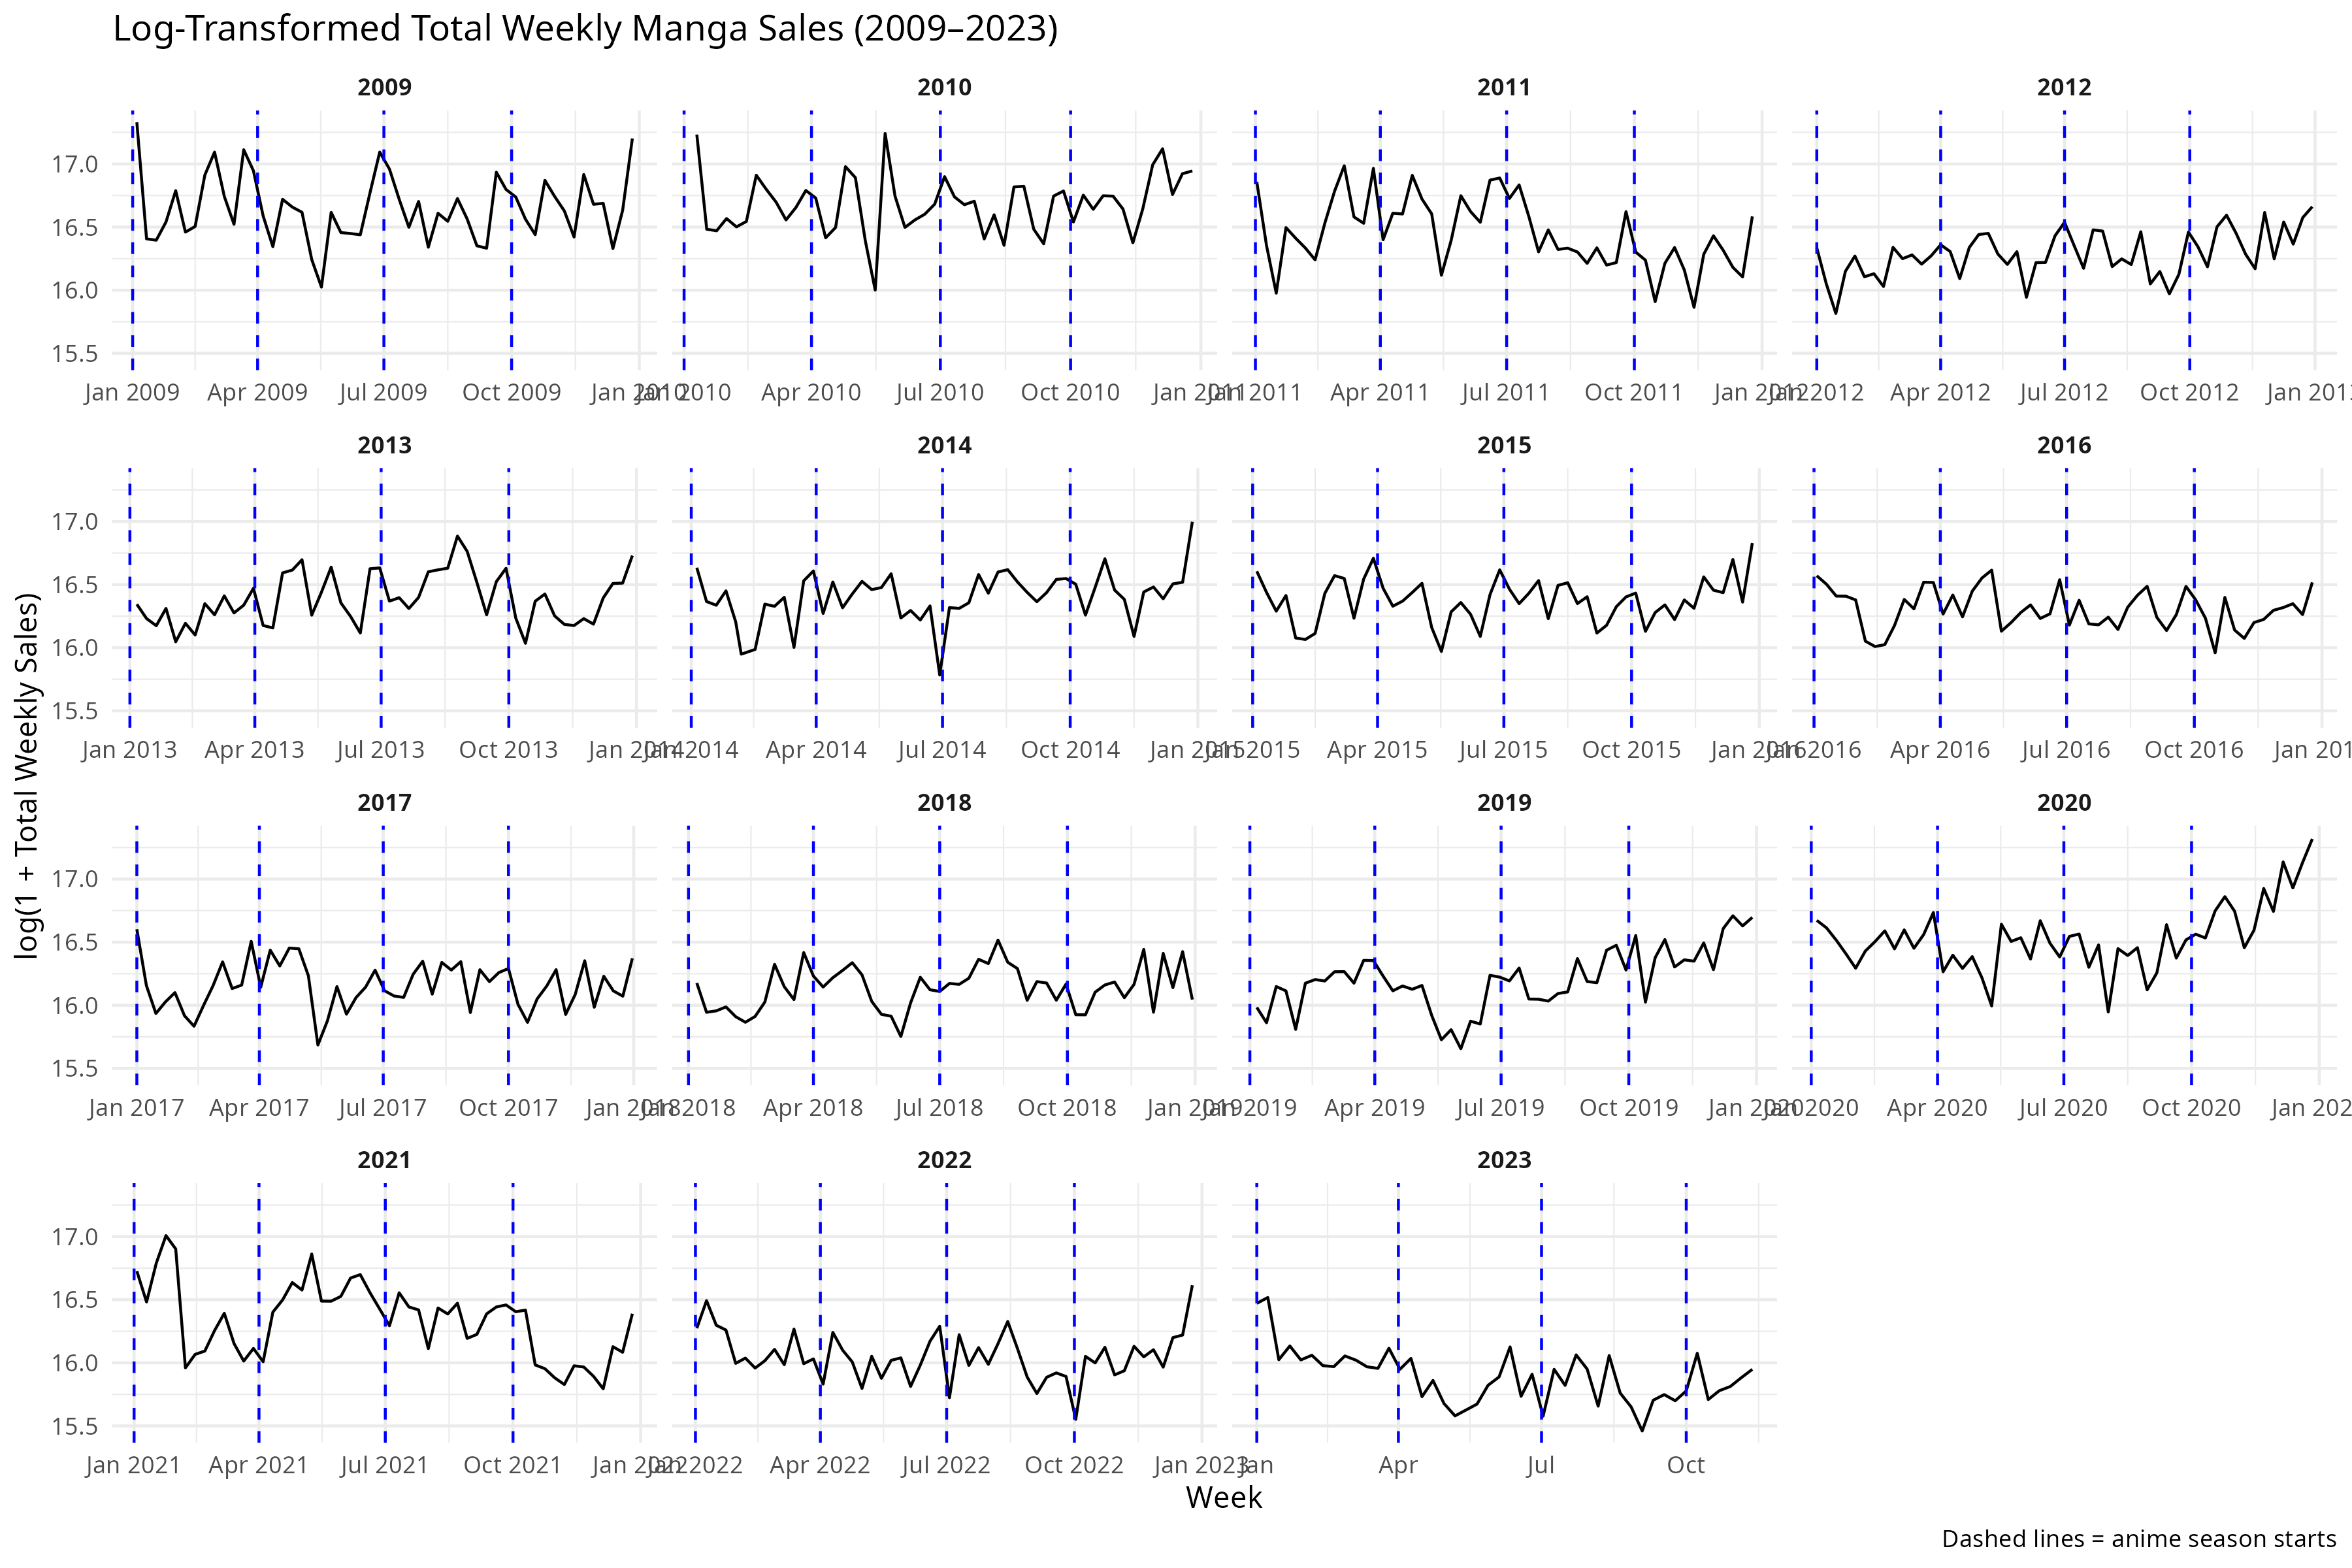 Log-Transformed Total Weekly Manga Sales (2009–2023)
2009 2010 2011 2012
17.0
16.5
16.0
15.5
Jan 2009 Apr 2009 Jul 2009 Oct 2009 Jan 2010 Jan 2010 Apr 2010 Jul 2010 Oct 2010 Jan 2011 Jan 2011 Apr 2011 Jul 2011 Oct 2011 Jan 2012 Jan 2012 Apr 2012 Jul 2012 Oct 2012 Jan 2013
2013 2014 2015 2016
17.0
16.5
16.0
15.5
Jan 2013 Apr 2013 Jul 2013 Oct 2013 Jan 2014 Jan 2014 Apr 2014 Jul 2014 Oct 2014 Jan 2015 Jan 2015 Apr 2015 Jul 2015 Oct 2015 Jan 2016 Jan 2016 Apr 2016 Jul 2016 Oct 2016 Jan 201
log(1 + Total Weekly Sales)
2017 2018 2019 2020
17.0
16.5
16.0
15.5
Jan 2017 Apr 2017 Jul 2017 Oct 2017 Jan 2018 Jan 2018 Apr 2018 Jul 2018 Oct 2018 Jan 2019 Jan 2019 Apr 2019 Jul 2019 Oct 2019 Jan 2020 Jan 2020 Apr 2020 Jul 2020 Oct 2020 Jan 202
2021 2022 2023
17.0
16.5
16.0
15.5
Jan 2021 Apr 2021 Jul 2021 Oct 2021 Jan 2022 Jan 2022 Apr 2022 Jul 2022 Oct 2022 Jan 2023 Jan Apr Jul Oct
Week
Dashed lines = anime season starts